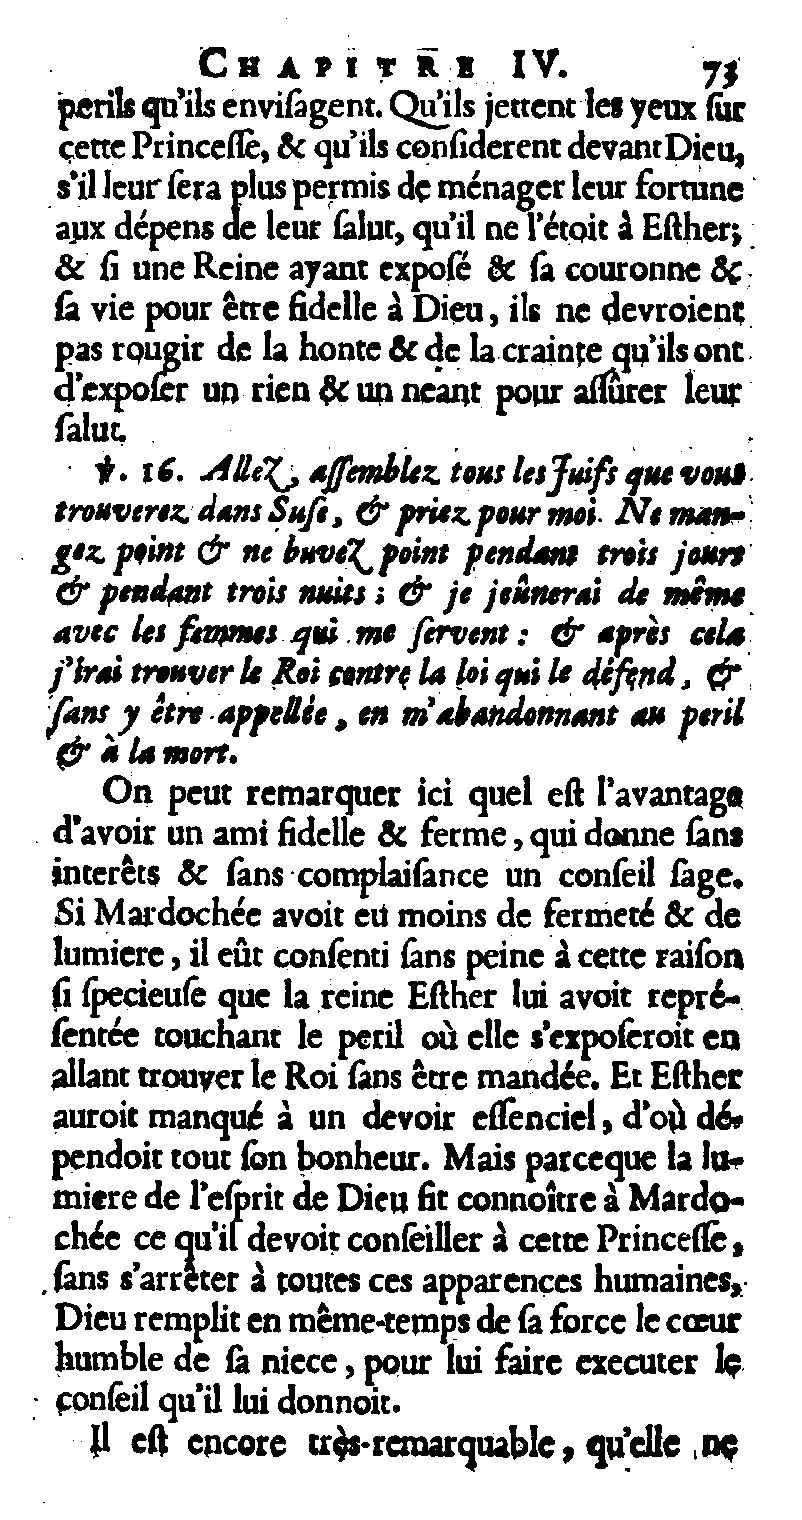 CHAPITRE IV. 73
perils qu'ils enviſagent. Qu'ils jettent les yeux ſur
cette Princeſſe, & qu'ils conſiderent devant Dieu,
s'il leur ſera plus permis de ménager leur fortune
aux dépens de leur ſalut, qu'il ne l'étoit à Eſther;
& ſi une Reine ayant expoſé & ſa couronne &
ſa vie pour être fidelle à Dieu, ils ne devroient
pas rougir de la honte & de la crainte qu'ils ont
d'expoſer un rien & un neant pour aſſûrer leur
ſalut.
℣. 16. Allez, aſſemblez tous les Juifs que vous
trouverez dans Suſe, & priez pour moi. Ne man-
gez point & ne buvez point pendant trois jours
& pendant trois nuits; & je jeûnerai de même
avec les femmes qui me ſervent: & après cela
j'irai trouver le Roi contre la loi qui le défend, &
ſans y être appellée, en m'abandonnant au peril
& à la mort.
On peut remarquer ici quel eſt l'avantage
d'avoir un ami fidelle & ferme, qui donne ſans
interêts & ſans complaiſance un conſeil ſage.
Si Mardochée avoit eu moins de fermeté & de
lumiere, il eût conſenti ſans peine à cette raiſon
ſi ſpecieuſe que la reine Eſther lui avoit repré-
ſentée touchant le peril où elle s'expoſeroit en
allant trouver le Roi ſans être mandée. Et Eſther
auroit manqué à un devoir eſſenciel, d'où dé-
pendoit tout ſon bonheur. Mais parceque la lu-
miere de l'eſprit de Dieu fit connoître à Mardo-
chée ce qu'il devoit conſeiller à cette Princeſſe,
ſans s'arrêter à toutes ces apparences humaines,
Dieu remplit en même-temps de ſa force le cœur
humble de ſa niece, pour lui faire executer le
conſeil qu'il lui donnoit.
Il eſt encore très-remarquable, qu'elle ne